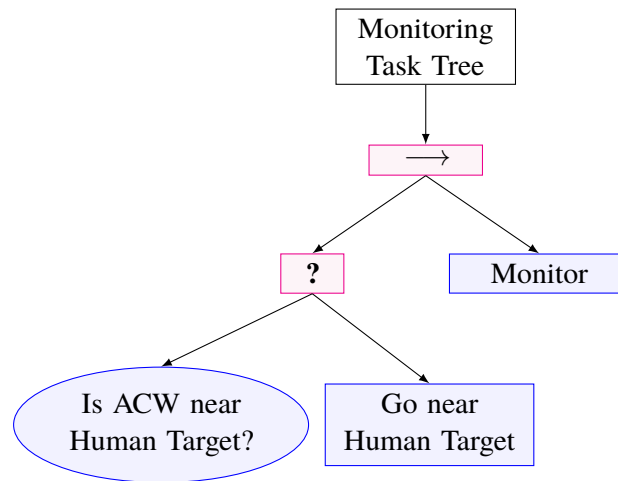 Monitoring
Task Tree
⟶
?
Monitor
Is ACW near
Human Target?
Go near
Human Target